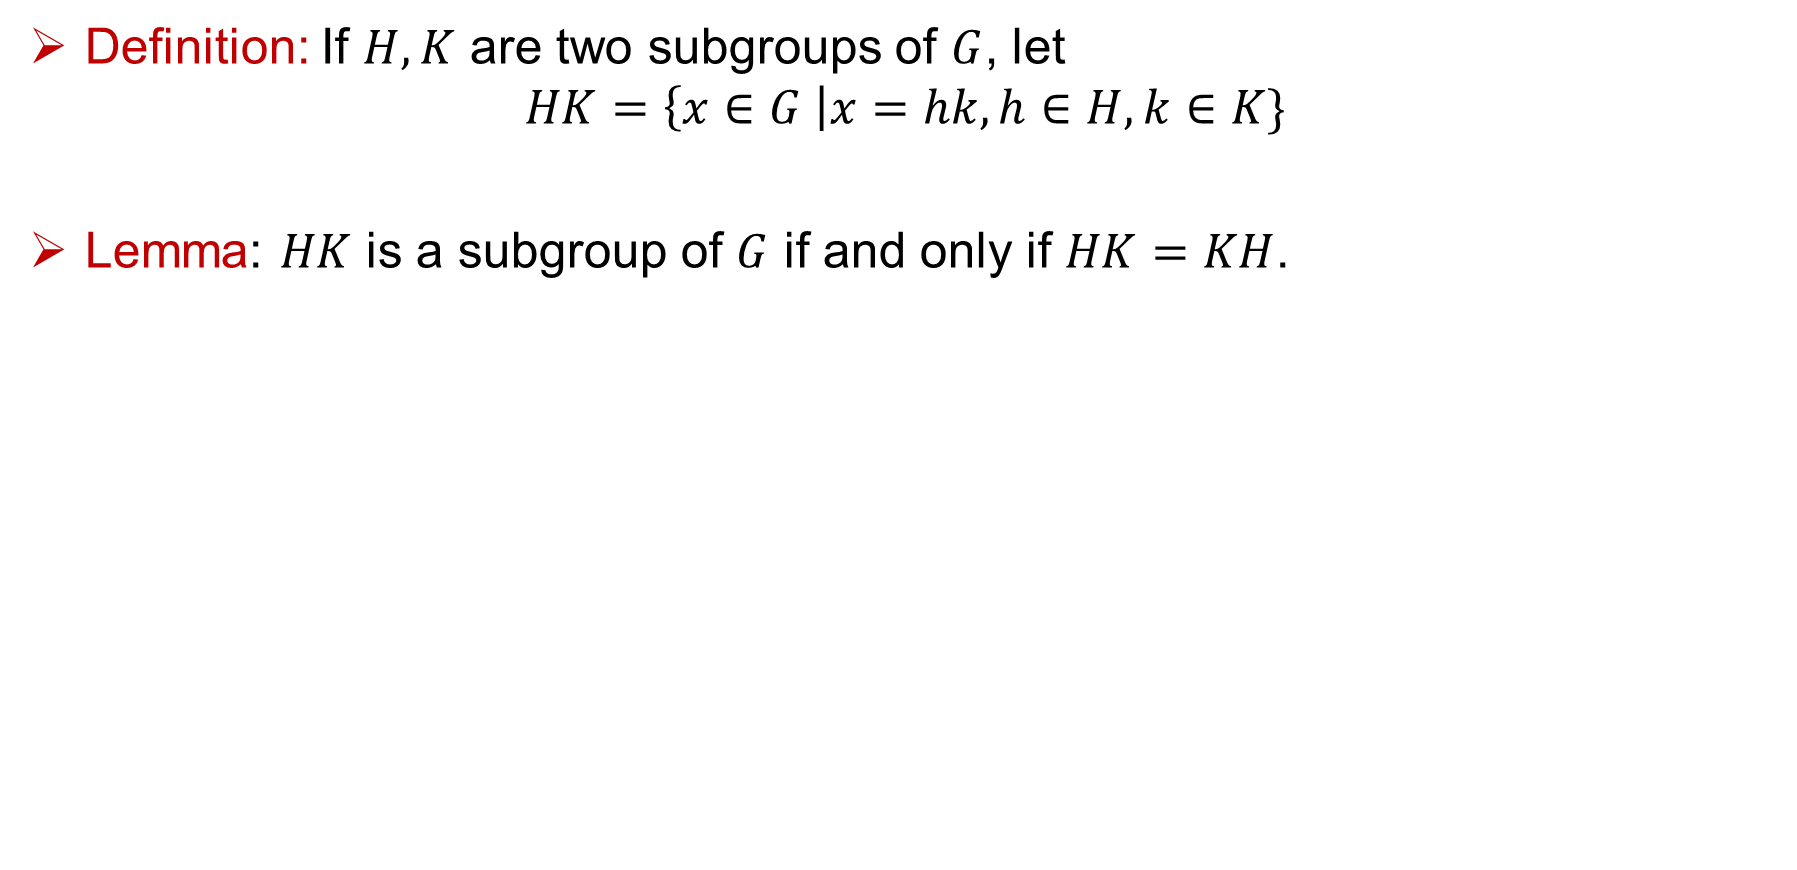 ➢ Definition: If 𝐻, 𝐾 are two subgroups of 𝐺, let
𝐻𝐾 = {𝑥 ∈ 𝐺 |𝑥 = ℎ𝑘, ℎ ∈ 𝐻, 𝑘 ∈ 𝐾}
➢ Lemma: 𝐻𝐾 is a subgroup of 𝐺 if and only if 𝐻𝐾 = 𝐾𝐻.